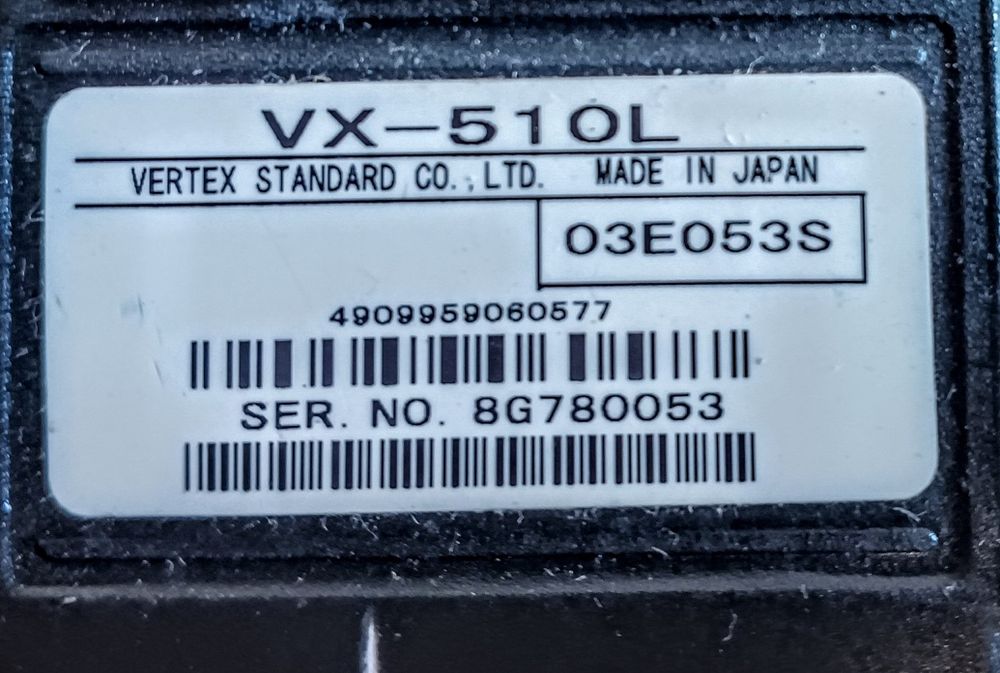 VX-510L
VERTEX STANDARD CO., LTD. MADE IN JAPAN
03E053S
4909959060577
SER. NO. 8G780053